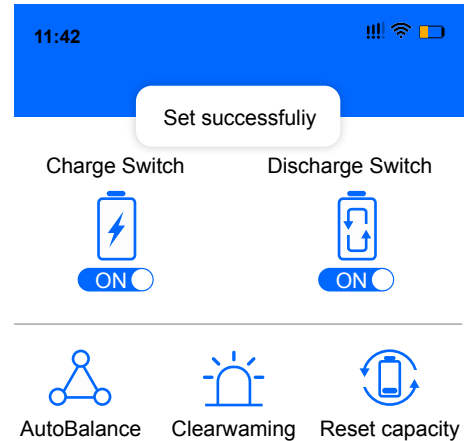 11:42
Set successfuliy
Charge Switch Discharge Switch
ON ON
AutoBalance Clearwaming Reset capacity